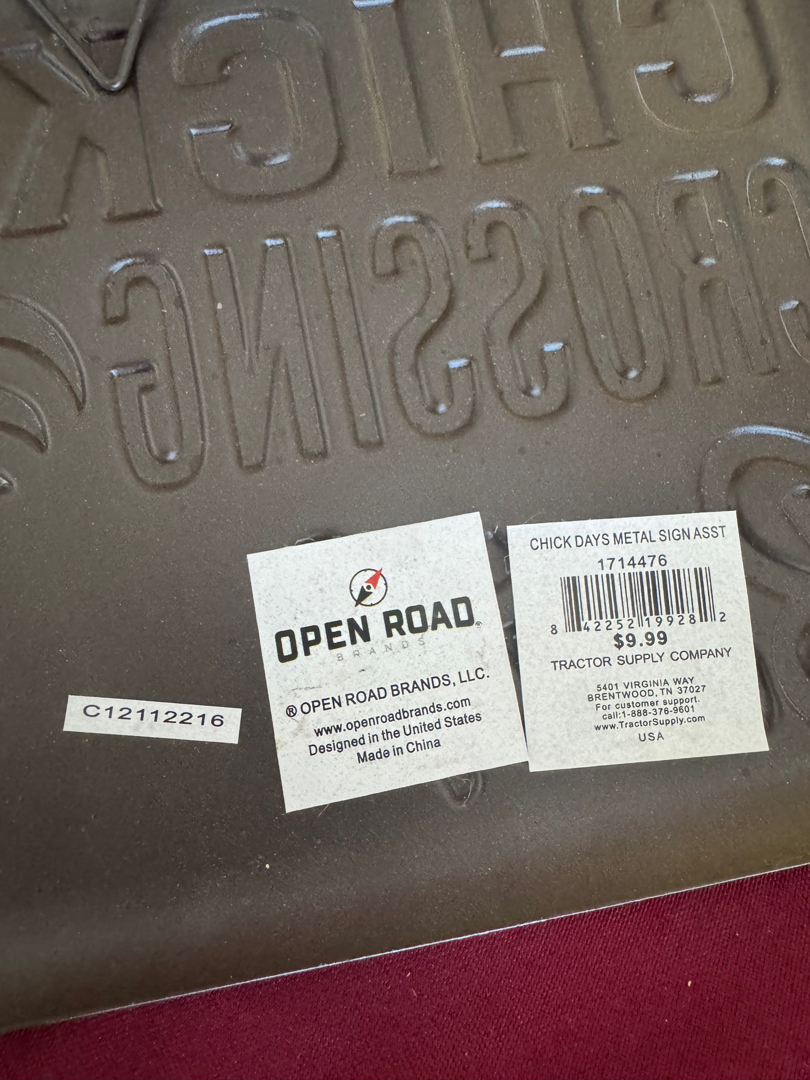 CHICK
CROSSING
C12112216
OPEN ROAD®
BRANDS
® OPEN ROAD BRANDS, LLC.
www.openroadbrands.com
Designed in the United States
Made in China
CHICK DAYS METAL SIGN ASST
1714476
8 42252 19928 2
$9.99
TRACTOR SUPPLY COMPANY
5401 VIRGINIA WAY
BRENTWOOD, TN 37027
For customer support.
call:1-888-376-9601
www.TractorSupply.com
USA